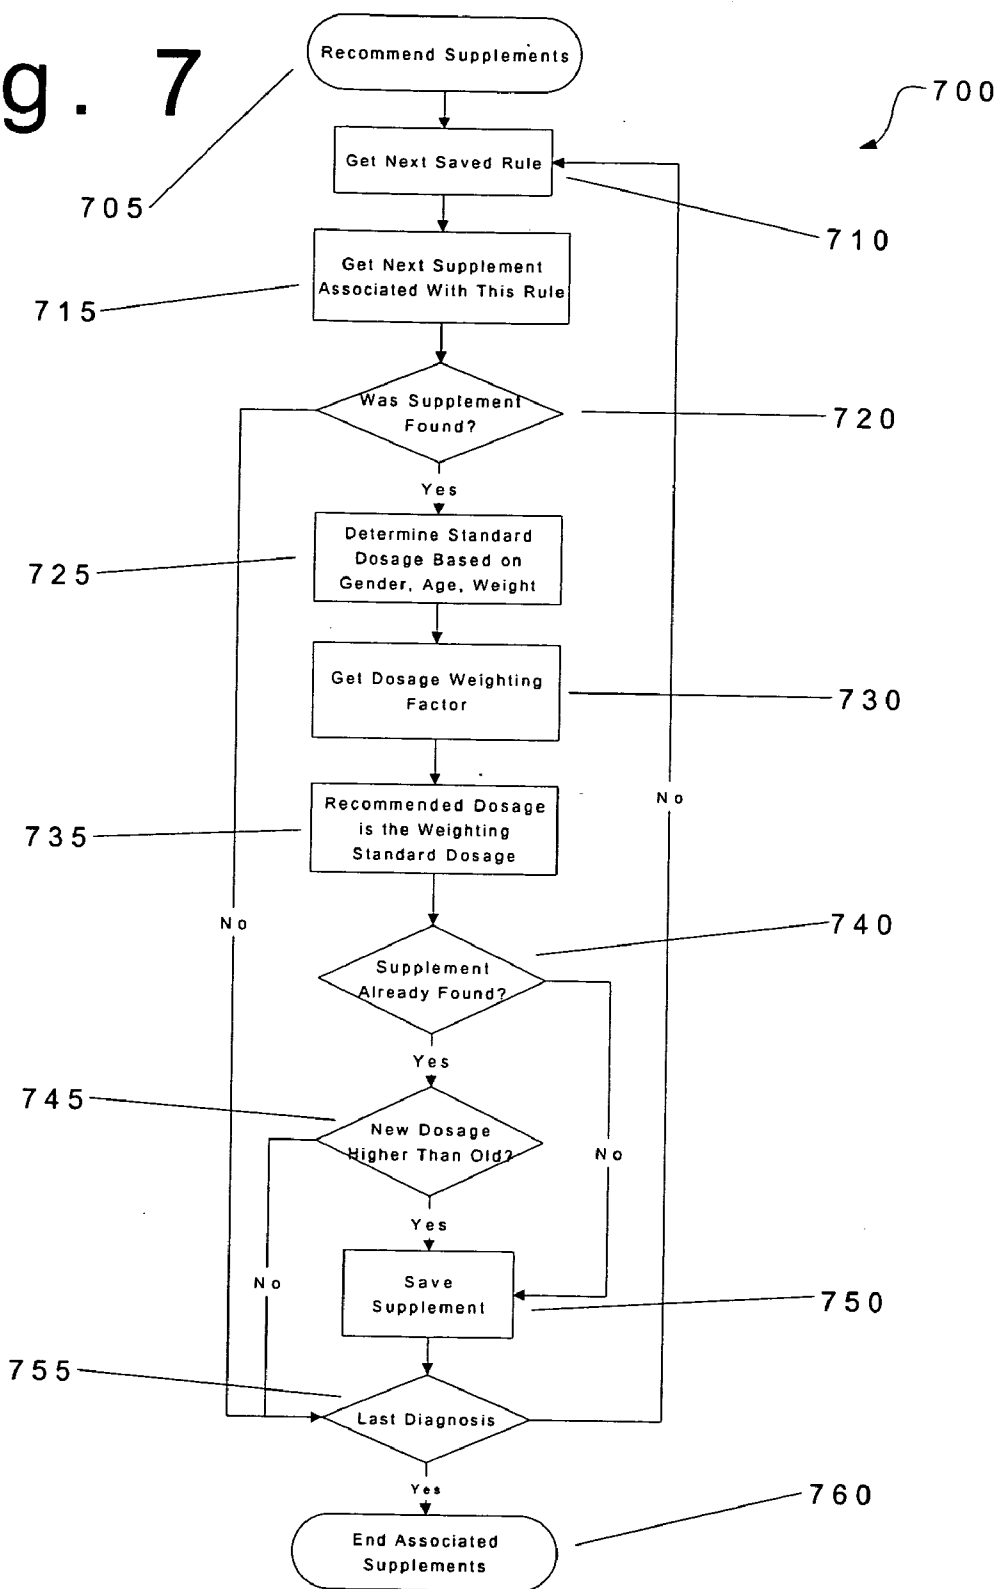 g. 7
Recommend Supplements
700
Get Next Saved Rule
705
710
Get Next Supplement
Associated With This Rule
715
Was Supplement
Found?
720
Yes
Determine Standard
Dosage Based on
Gender, Age, Weight
725
Get Dosage Weighting
Factor
730
No
Recommended Dosage
is the Weighting
Standard Dosage
735
No
740
Supplement
Already Found?
Yes
745
New Dosage
Higher Than Old?
No
Yes
No
Save
Supplement
750
755
Last Diagnosis
Yes
760
End Associated
Supplements